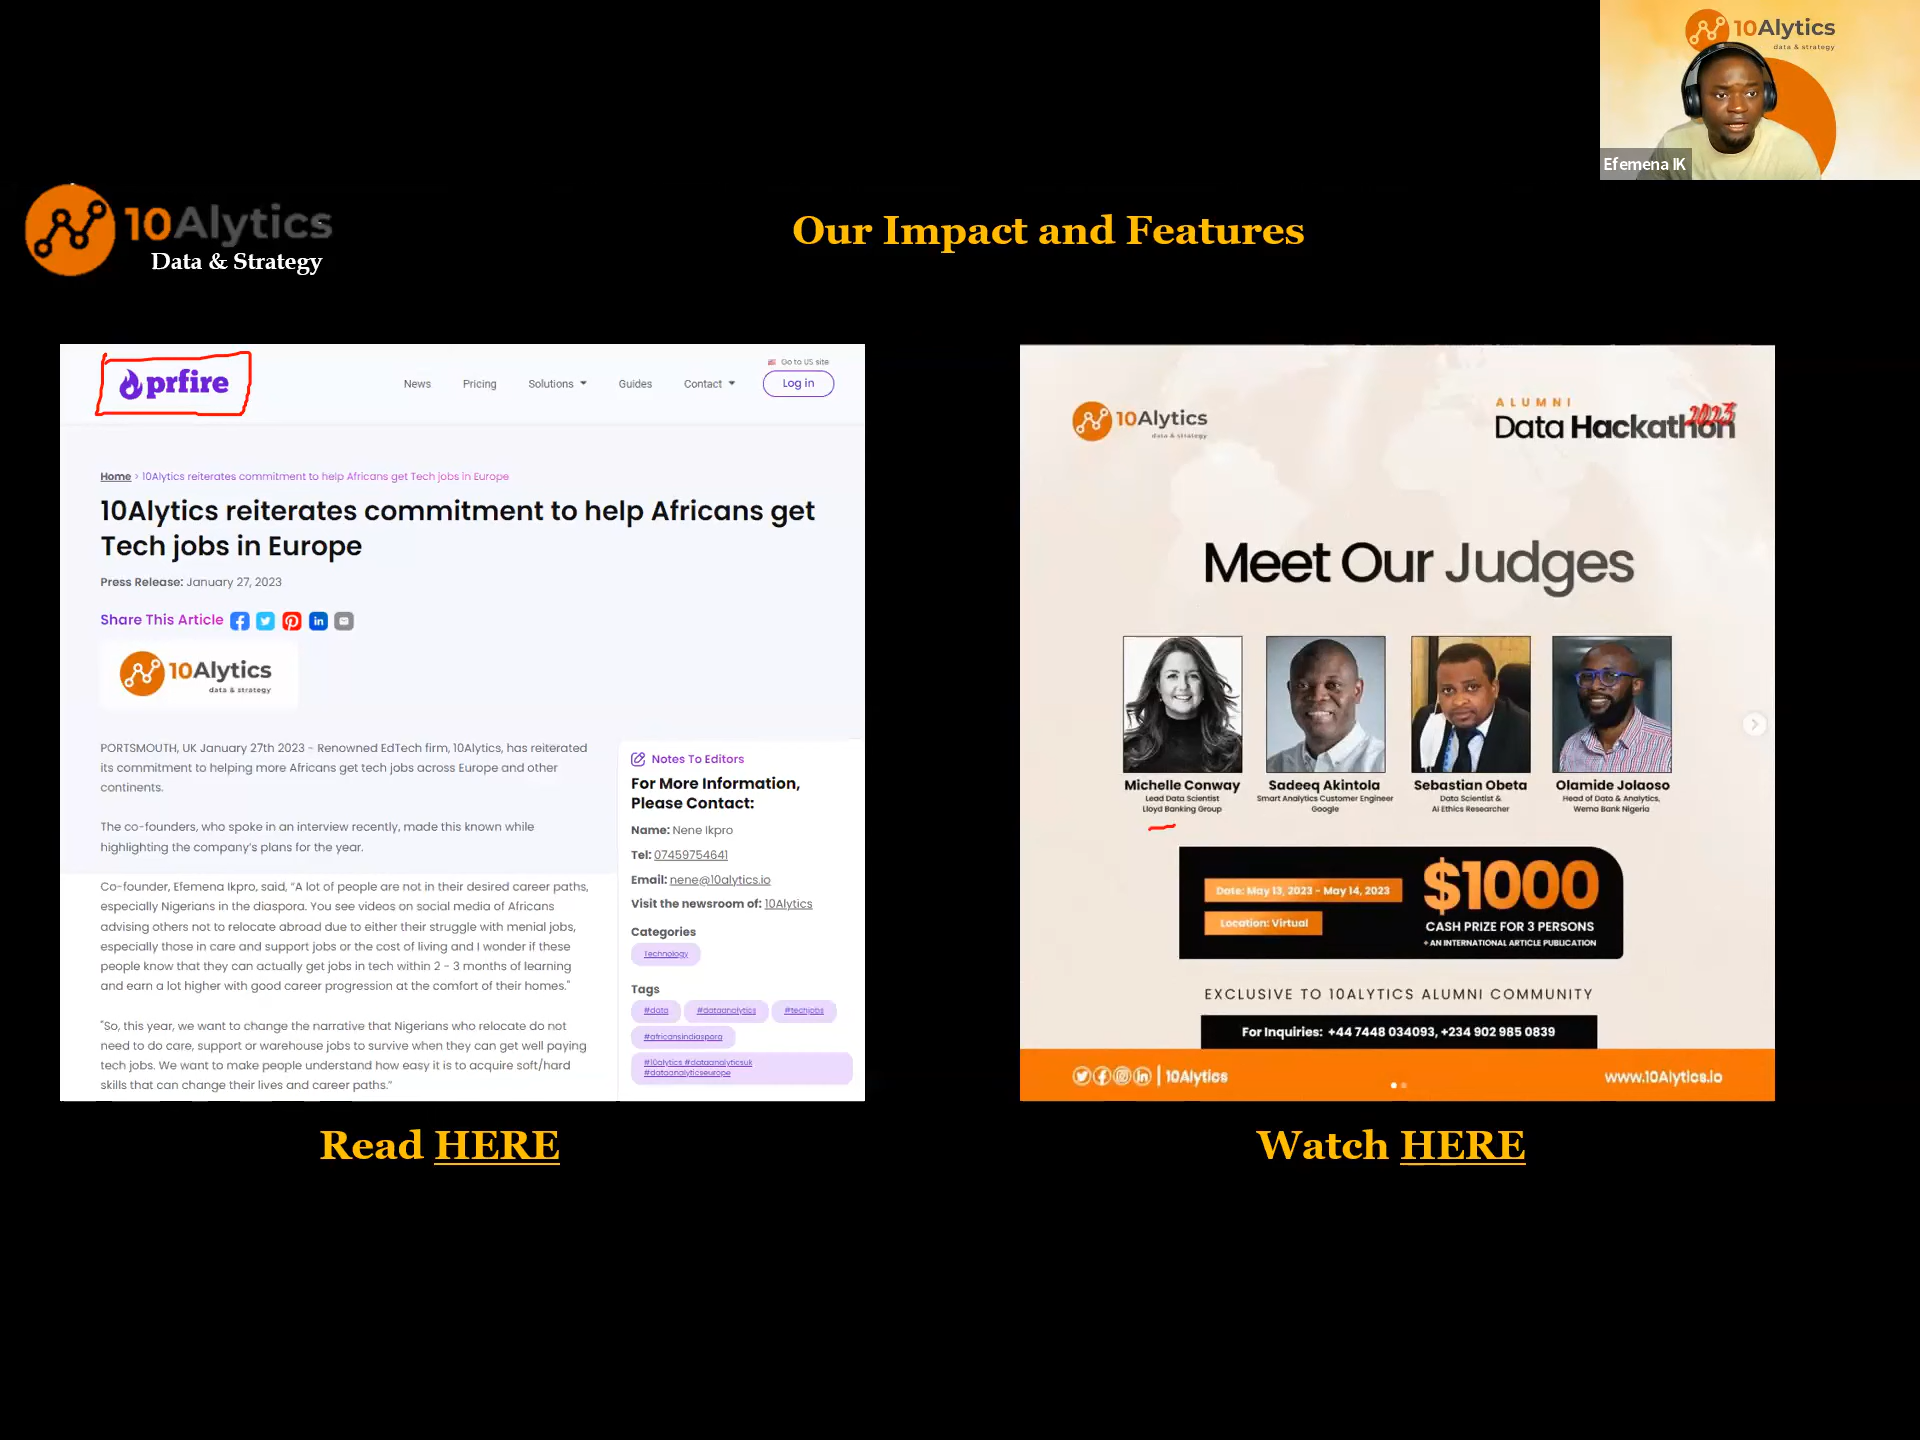 10Alytics
data & strategy
Efemena IK
10Alytics
Data & Strategy
Our Impact and Features
prfire
News Pricing Solutions Guides Contact
Go to US site
Log in
Home > 10Alytics reiterates commitment to help Africans get Tech jobs in Europe
10Alytics reiterates commitment to help Africans get
Tech jobs in Europe
Press Release: January 27, 2023
Share This Article
10Alytics
data & strategy
PORTSMOUTH, UK January 27th 2023 - Renowned EdTech firm, 10Alytics, has reiterated
its commitment to helping more Africans get tech jobs across Europe and other
continents.
The co-founders, who spoke in an interview recently, made this known while
highlighting the company's plans for the year.
Co-founder, Efemena Ikpro, said, “A lot of people are not in their desired career paths,
especially Nigerians in the diaspora. You see videos on social media of Africans
advising others not to relocate abroad due to either their struggle with menial jobs,
especially those in care and support jobs or the cost of living and I wonder if these
people know that they can actually get jobs in tech within 2 - 3 months of learning
and earn a lot higher with good career progression at the comfort of their homes."
"So, this year, we want to change the narrative that Nigerians who relocate do not
need to do care, support or warehouse jobs to survive when they can get well paying
tech jobs. We want to make people understand how easy it is to acquire soft/hard
skills that can change their lives and career paths.”
Notes To Editors
For More Information,
Please Contact:
Name: Nene Ikpro
Tel: 07459754641
Email: nene@10alytics.io
Visit the newsroom of: 10Alytics
Categories
Technology
Tags
#data #dataanalytics #techjobs
#africansindiaspora
#10alytics #dataanalyticsuk
#dataanalyticseurope
Read HERE
10Alytics
data & strategy
ALUMNI
Data Hackathon
2023
Meet Our Judges
Michelle Conway
Lead Data Scientist
Lloyd Banking Group
Sadeeq Akintola
Smart Analytics Customer Engineer
Google
Sebastian Obeta
Data Scientist &
AI Ethics Researcher
Olamide Jolaoso
Head of Data & Analytics,
Wema Bank Nigeria
Date: May 13, 2023 - May 14, 2023
Location: Virtual
$1000
CASH PRIZE FOR 3 PERSONS
+ AN INTERNATIONAL ARTICLE PUBLICATION
EXCLUSIVE TO 10ALYTICS ALUMNI COMMUNITY
For Inquiries: +44 7448 034093, +234 902 985 0839
10Alytics
www.10Alytics.io
Watch HERE